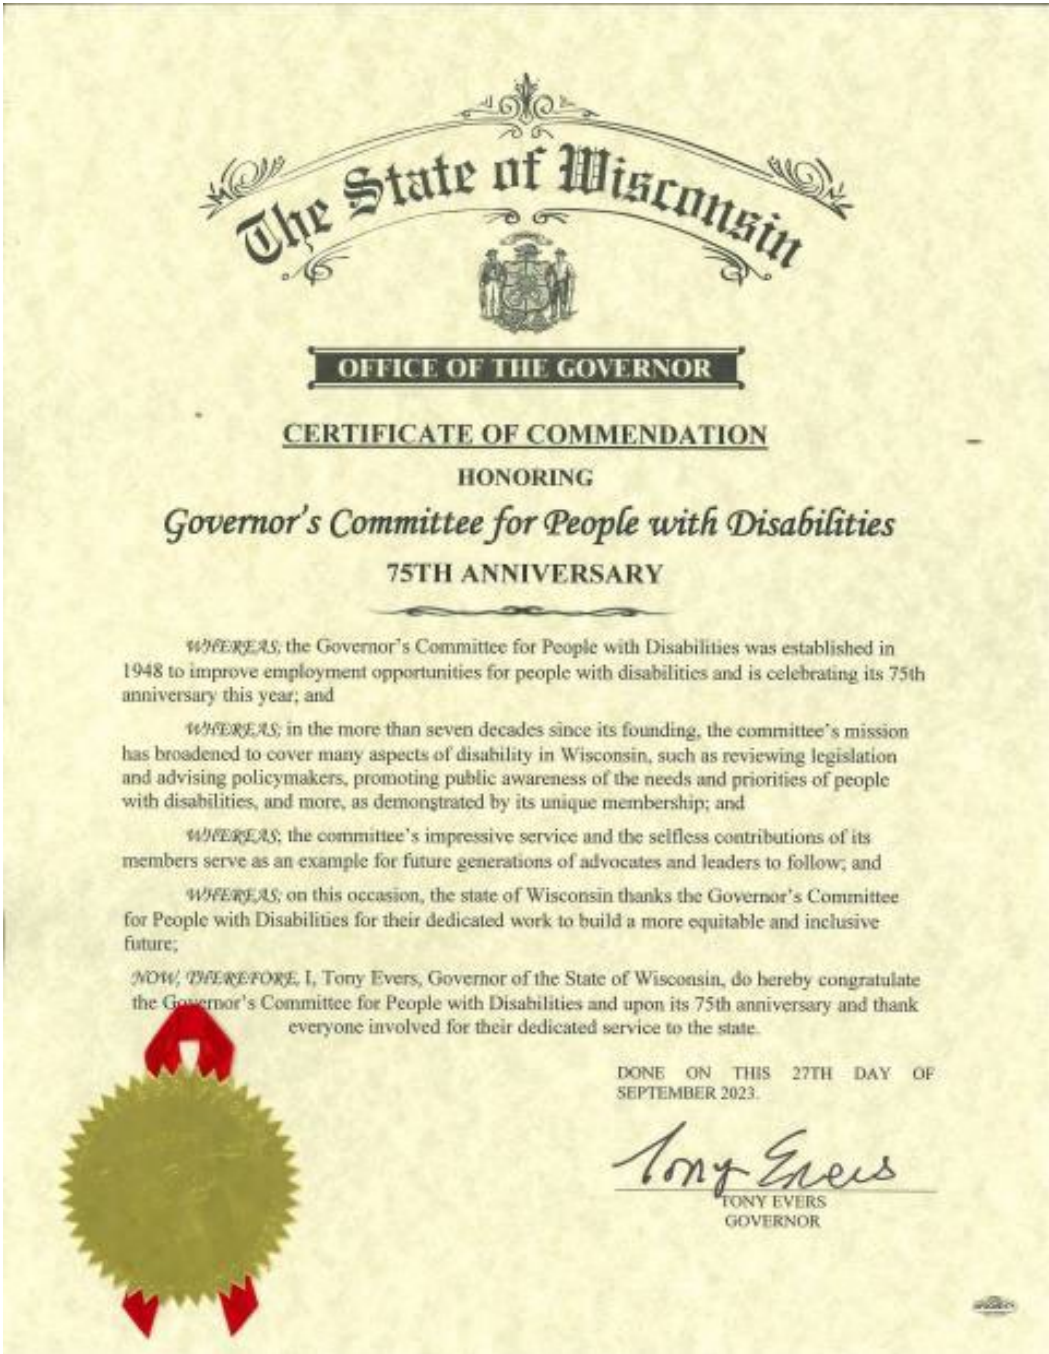 The State of Wisconsin
OFFICE OF THE GOVERNOR
CERTIFICATE OF COMMENDATION
HONORING
Governor's Committee for People with Disabilities
75TH ANNIVERSARY
WHEREAS; the Governor's Committee for People with Disabilities was established in
1948 to improve employment opportunities for people with disabilities and is celebrating its 75th
anniversary this year; and
WHEREAS; in the more than seven decades since its founding, the committee's mission
has broadened to cover many aspects of disability in Wisconsin, such as reviewing legislation
and advising policymakers, promoting public awareness of the needs and priorities of people
with disabilities, and more, as demonstrated by its unique membership; and
WHEREAS; the committee's impressive service and the selfless contributions of its
members serve as an example for future generations of advocates and leaders to follow; and
WHEREAS; on this occasion, the state of Wisconsin thanks the Governor's Committee
for People with Disabilities for their dedicated work to build a more equitable and inclusive
future;
NOW, THEREFORE, I, Tony Evers, Governor of the State of Wisconsin, do hereby congratulate
the Governor's Committee for People with Disabilities and upon its 75th anniversary and thank
everyone involved for their dedicated service to the state.
DONE ON THIS 27TH DAY OF
SEPTEMBER 2023.
Tony Evers
TONY EVERS
GOVERNOR